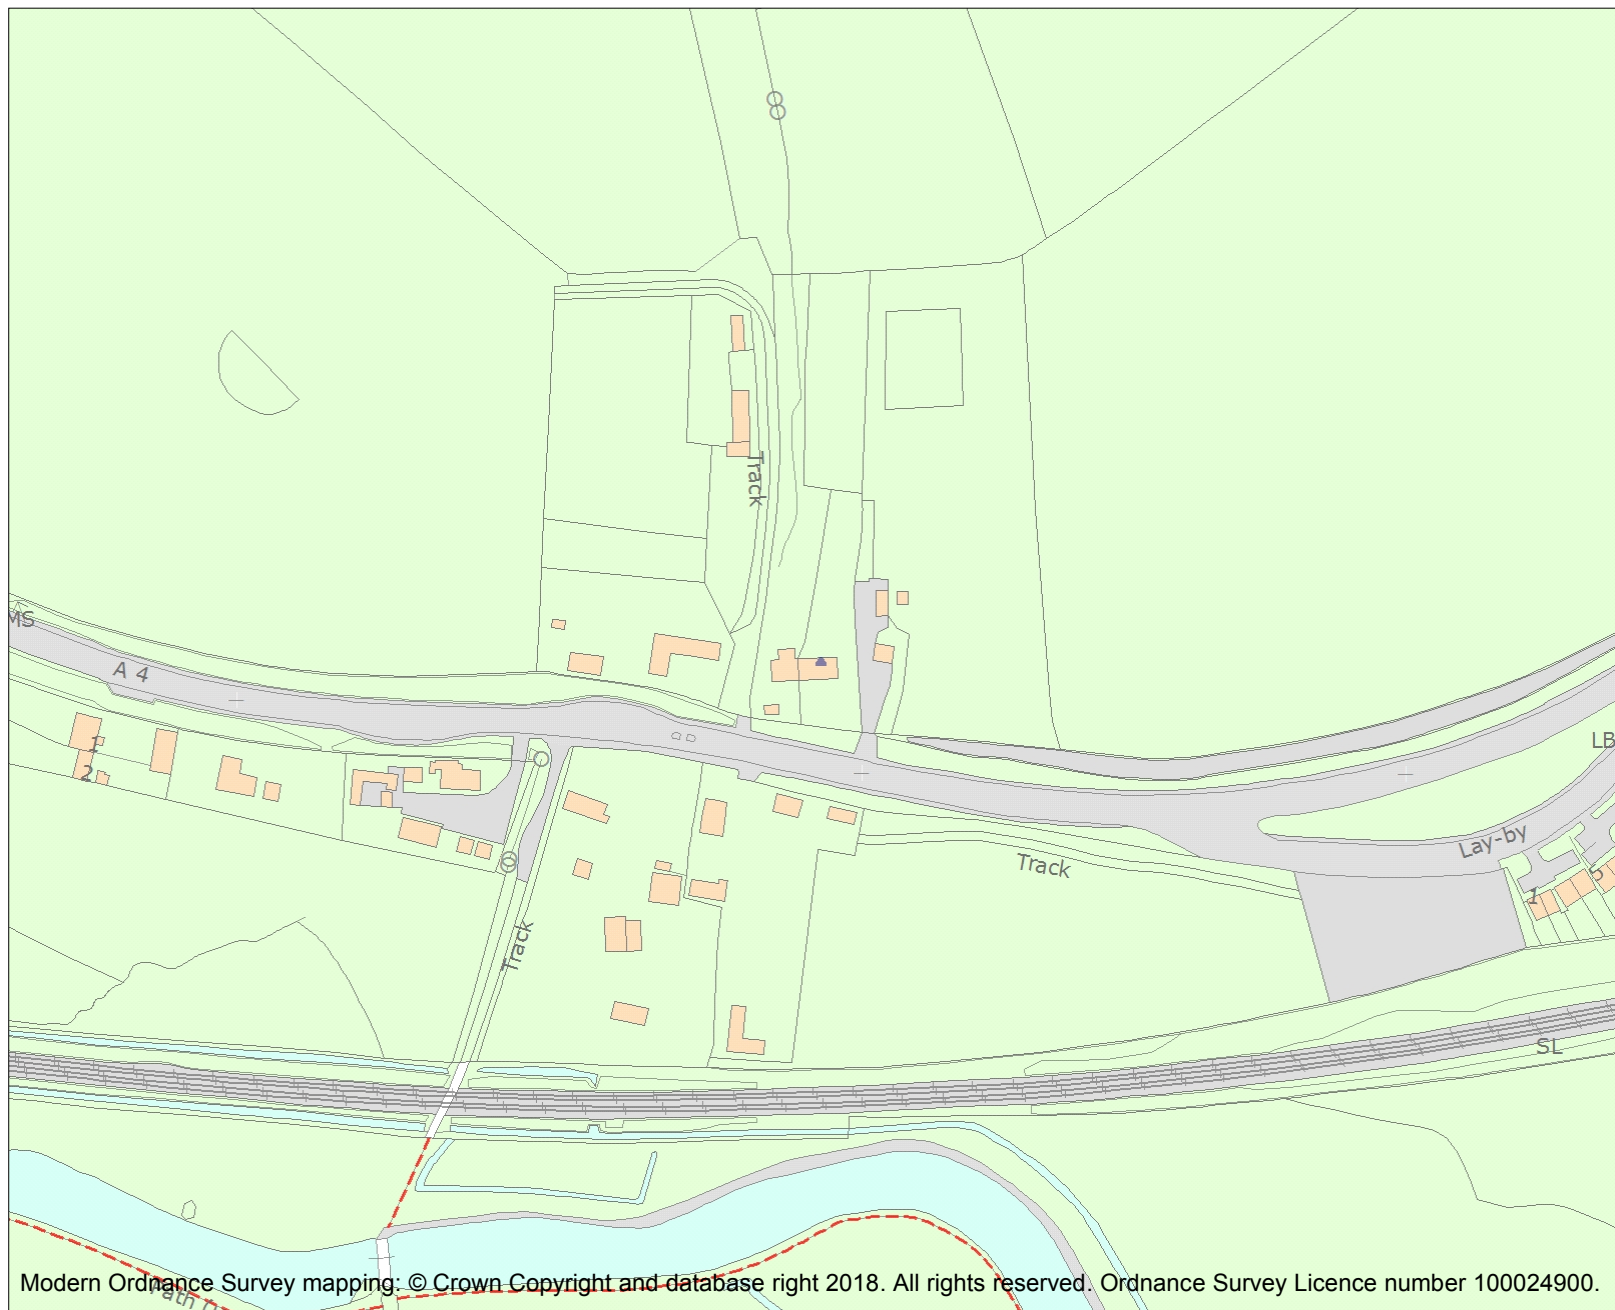 Track
MS
A 4
LB
1
2
Lay-by
Track
5
1
Track
SL
Modern Ordnance Survey mapping: © Crown Copyright and database right 2018. All rights reserved. Ordnance Survey Licence number 100024900.
Path